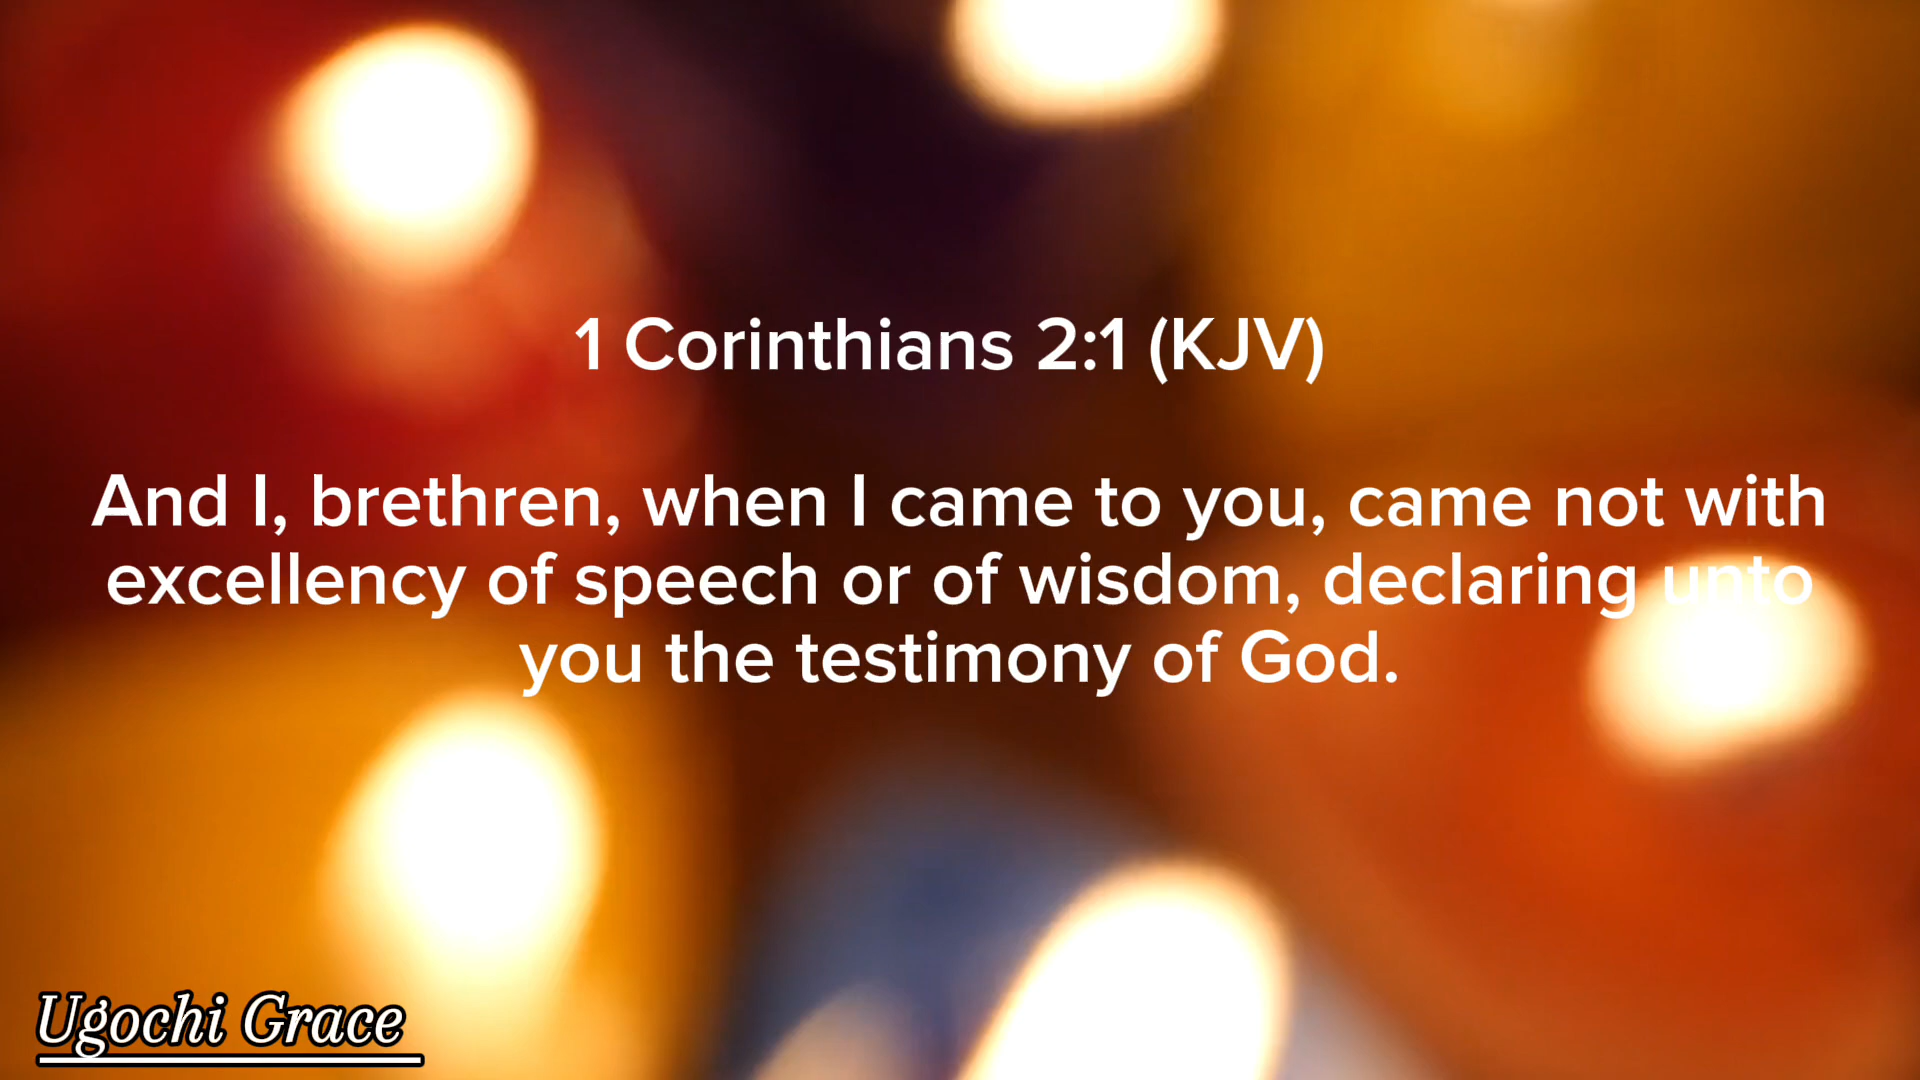 1 Corinthians 2:1 (KJV)
And I, brethren, when I came to you, came not with
excellency of speech or of wisdom, declaring unto
you the testimony of God.
Ugochi Grace